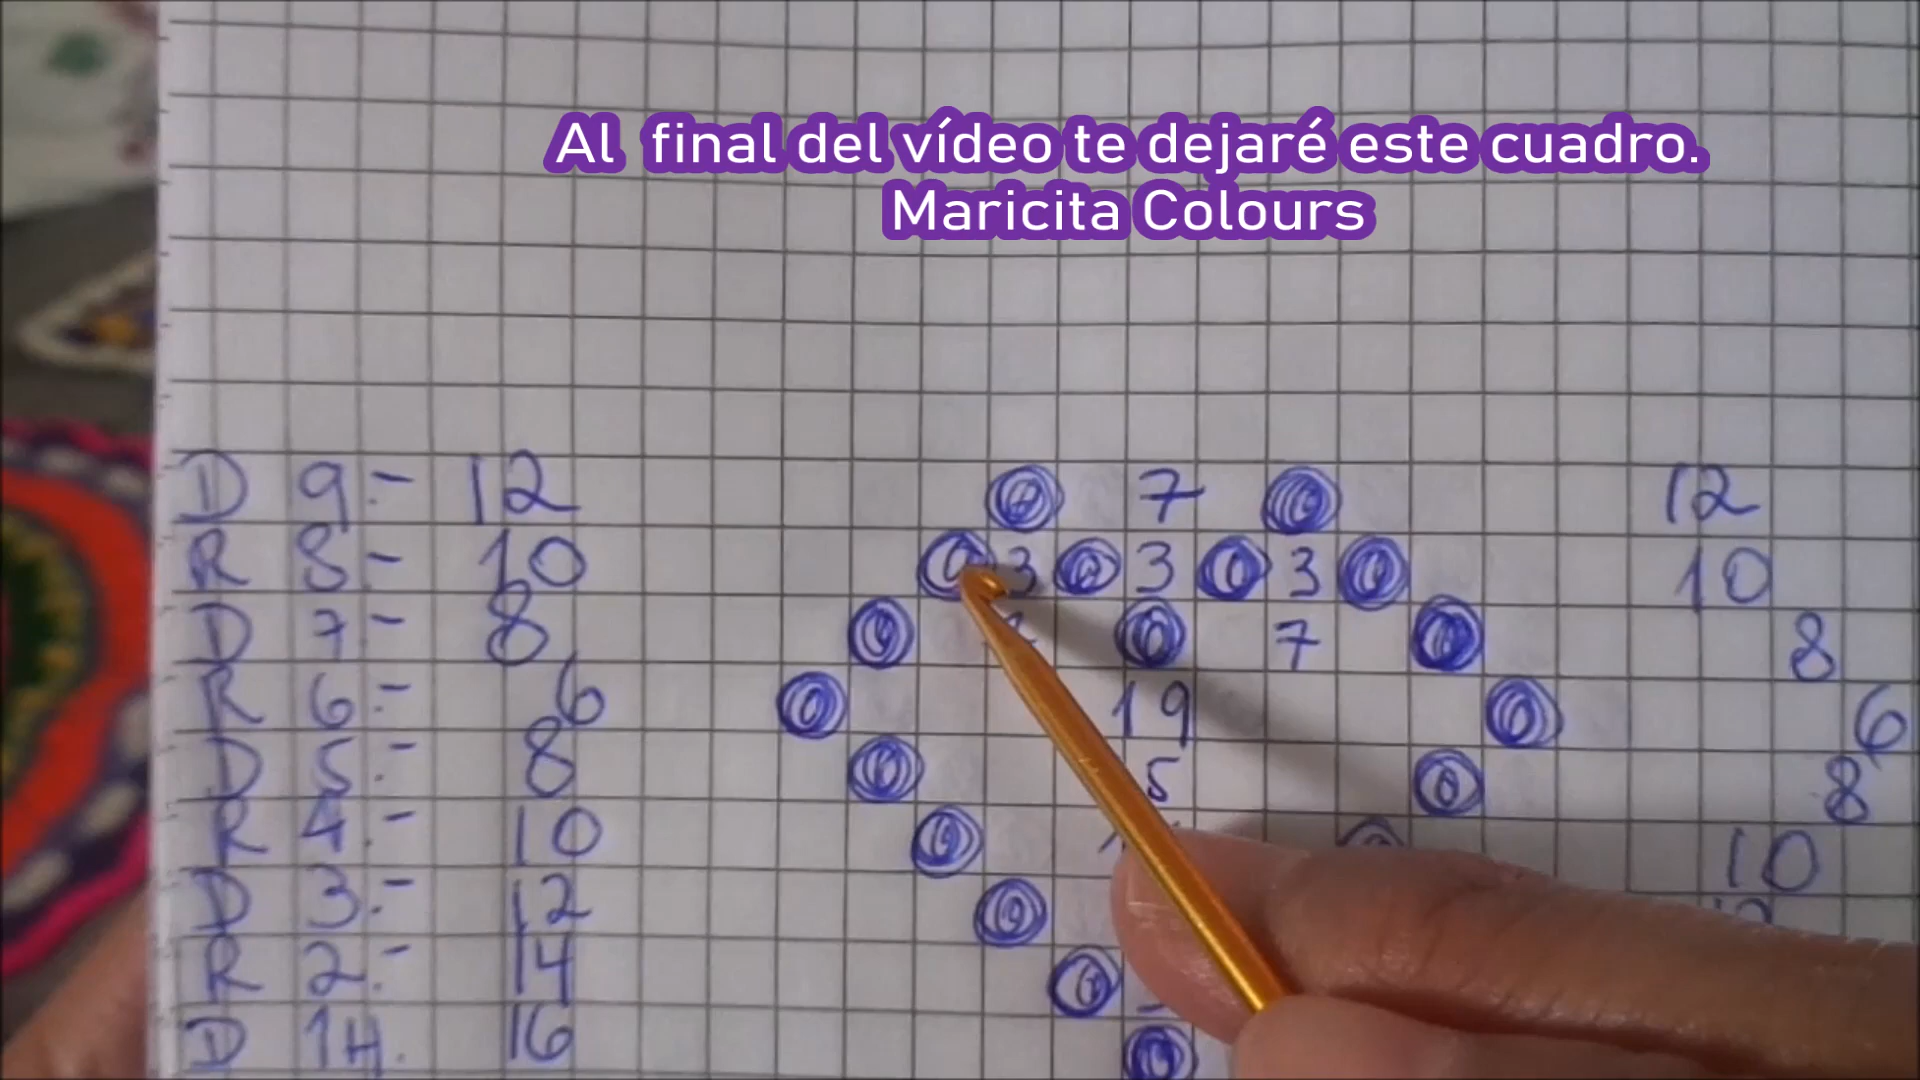 Al final del vídeo te dejaré este cuadro.
Maricita Colours
D 9.- 12 7 12
R 8- 10 3 3 3 10
D 7- 8 7 8
R 6.- 6 19 6
D 5.- 8 5 8
R 4.- 10 10
D 3.- 12
R 2.- 14
D 1H. 16